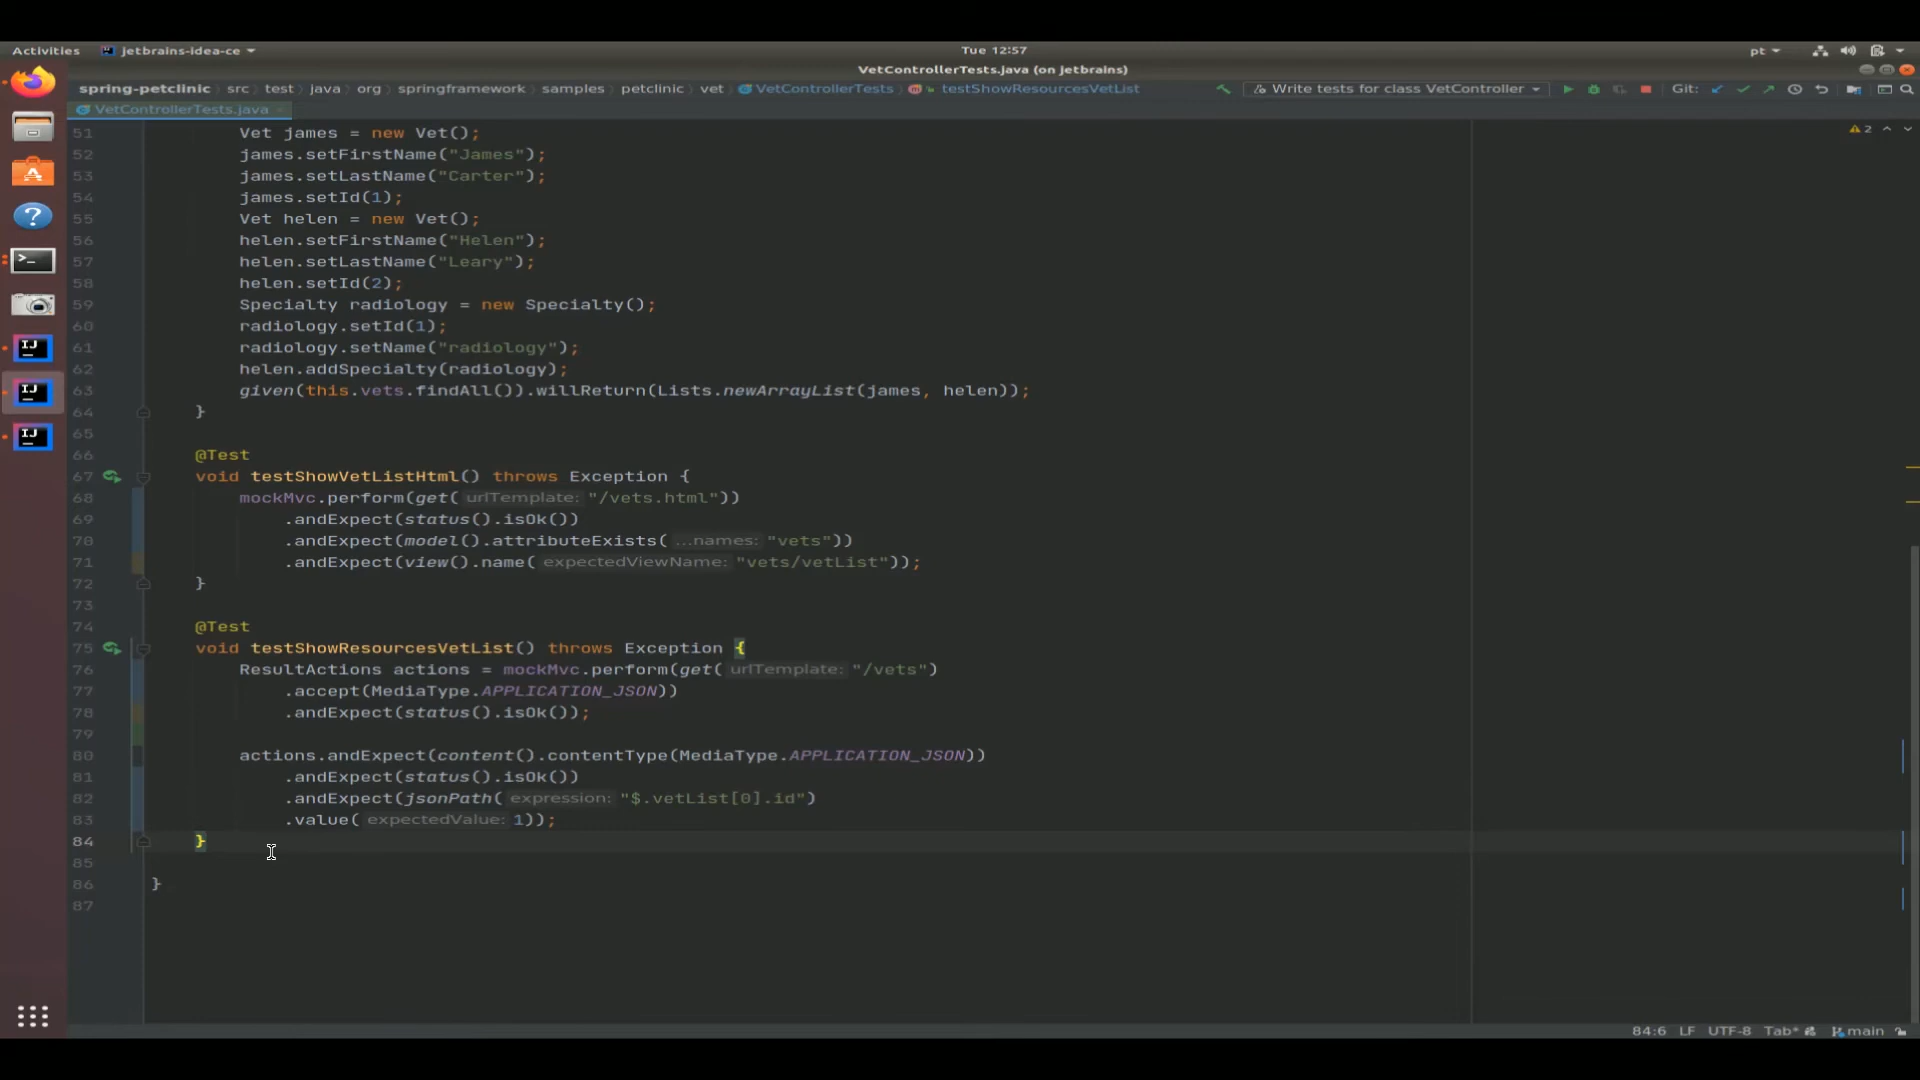 Activities jetbrains-idea-ce Tue 12:57 pt
VetControllerTests.java (on jetbrains)
spring-petclinic src test java org springframework samples petclinic vet VetControllerTests m testShowResourcesVetList Write tests for class VetController Git:
VetControllerTests.java
51 Vet james = new Vet(); 2
52 james.setFirstName("James");
53 james.setLastName("Carter");
54 james.setId(1);
55 Vet helen = new Vet();
56 helen.setFirstName("Helen");
57 helen.setLastName("Leary");
58 helen.setId(2);
59 Specialty radiology = new Specialty();
60 radiology.setId(1);
61 radiology.setName("radiology");
62 helen.addSpecialty(radiology);
63 given(this.vets.findAll()).willReturn(Lists.newArrayList(james, helen));
64 }
65
66 @Test
67 void testShowVetListHtml() throws Exception {
68 mockMvc.perform(get( urlTemplate: "/vets.html"))
69 .andExpect(status().isOk())
70 .andExpect(model().attributeExists( ...names: "vets"))
71 .andExpect(view().name( expectedViewName: "vets/vetList"));
72 }
73
74 @Test
75 void testShowResourcesVetList() throws Exception {
76 ResultActions actions = mockMvc.perform(get( urlTemplate: "/vets")
77 .accept(MediaType.APPLICATION_JSON))
78 .andExpect(status().isOk());
79
80 actions.andExpect(content().contentType(MediaType.APPLICATION_JSON))
81 .andExpect(status().isOk())
82 .andExpect(jsonPath( expression: "$.vetList[0].id")
83 .value( expectedValue: 1));
84 }
85
86 }
87
84:6 LF UTF-8 Tab* main
IJ
IJ
IJ